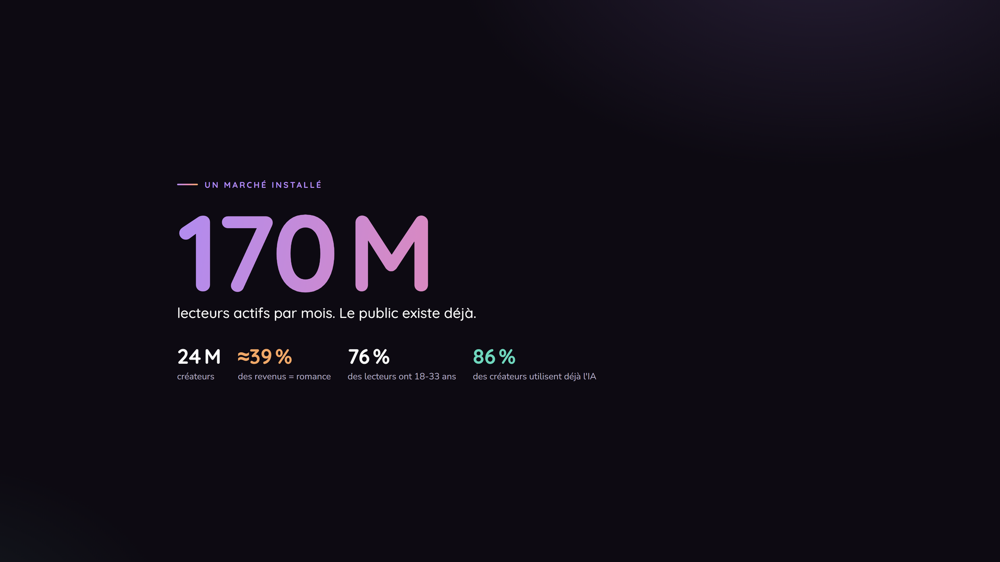 UN MARCHÉ INSTALLÉ
170 M
lecteurs actifs par mois. Le public existe déjà.
24 M ≈39 % 76 % 86 %
créateurs des revenus = romance des lecteurs ont 18-33 ans des créateurs utilisent déjà l'IA